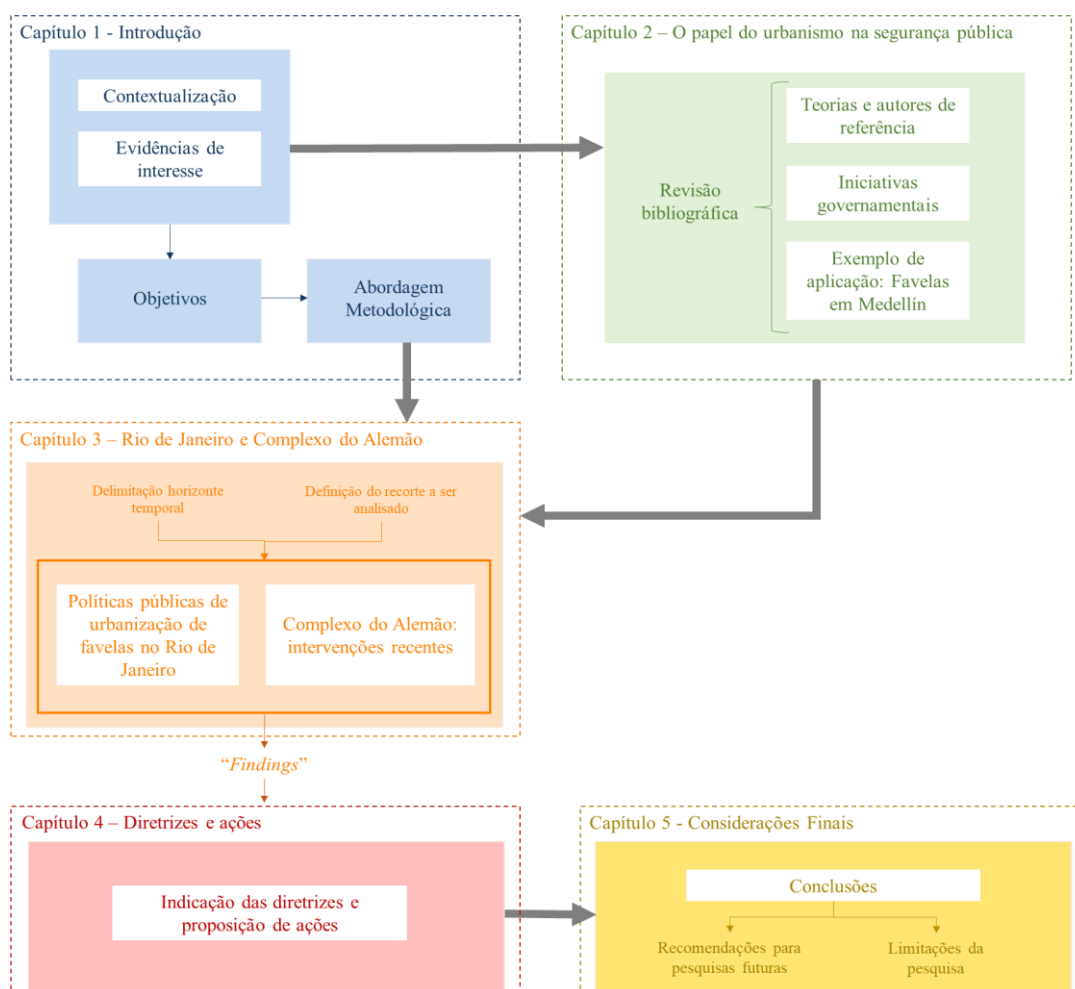 Capítulo 1 - Introdução
Contextualização
Evidências de
interesse
Objetivos
Abordagem
Metodológica
Capítulo 2 – O papel do urbanismo na segurança pública
Revisão
bibliográfica
Teorias e autores de
referência
Iniciativas
governamentais
Exemplo de
aplicação: Favelas
em Medellín
Capítulo 3 – Rio de Janeiro e Complexo do Alemão
Delimitação horizonte
temporal
Definição do recorte a ser
analisado
Políticas públicas de
urbanização de
favelas no Rio de
Janeiro
Complexo do Alemão:
intervenções recentes
“Findings”
Capítulo 4 – Diretrizes e ações
Indicação das diretrizes e
proposição de ações
Capítulo 5 - Considerações Finais
Conclusões
Recomendações para
pesquisas futuras
Limitações da
pesquisa